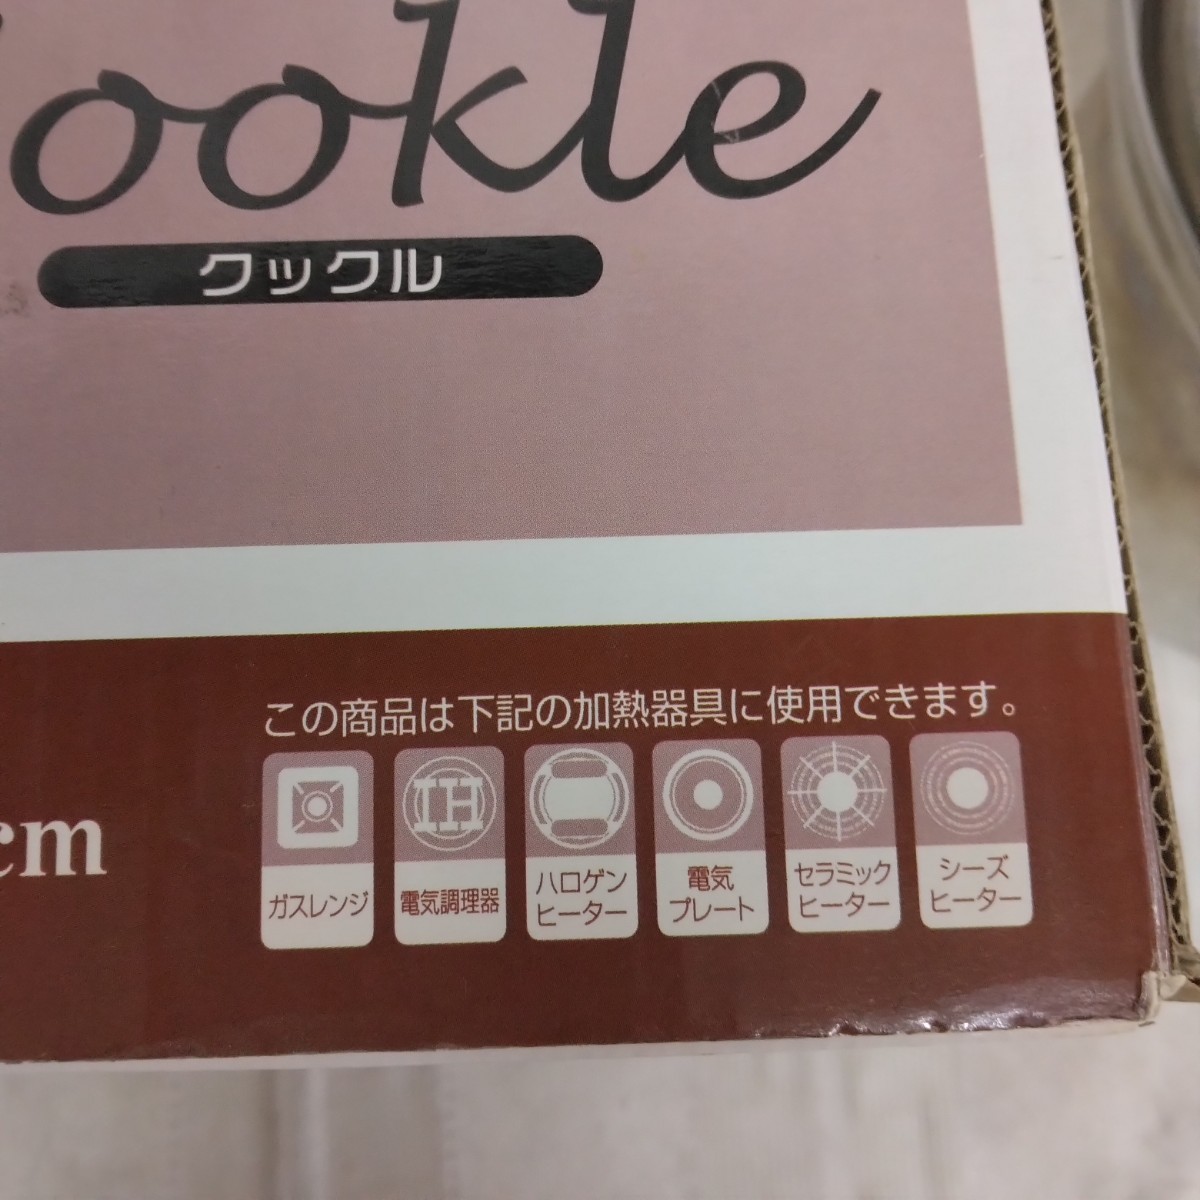 ookle
クックル
この商品は下記の加熱器具に使用できます。
cm
IH
ガスレンジ
電気調理器
ハロゲン
ヒーター
電気
プレート
セラミック
ヒーター
シーズ
ヒーター